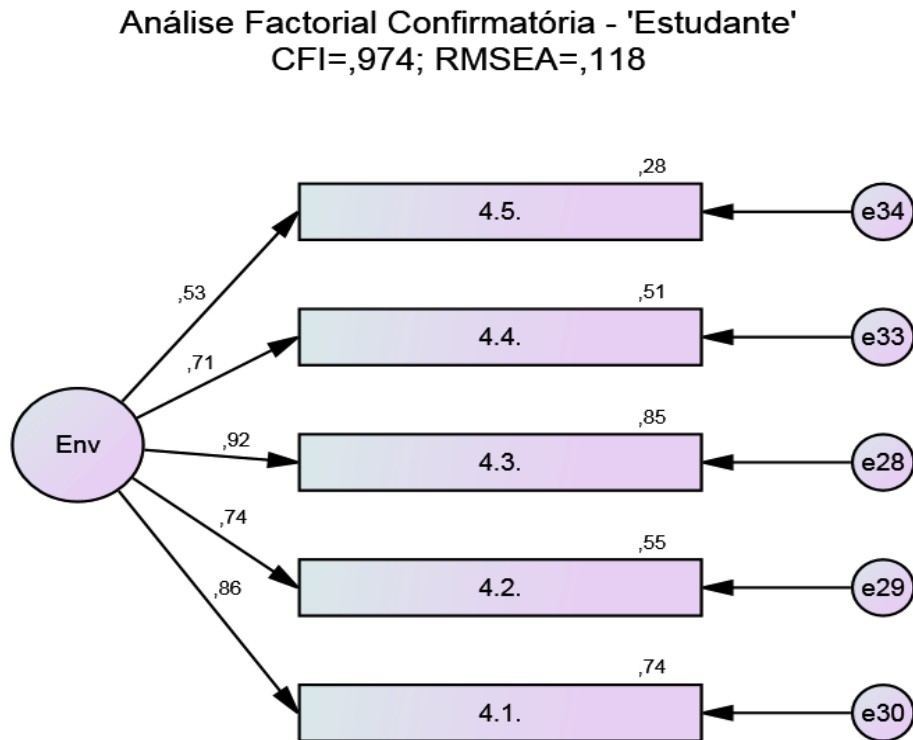 Análise Factorial Confirmatória - 'Estudante'
CFI=,974; RMSEA=,118
,28
4.5.
e34
,53
,51
4.4.
e33
,71
,85
Env
,92
4.3.
e28
,74
,55
4.2.
e29
,86
,74
4.1.
e30